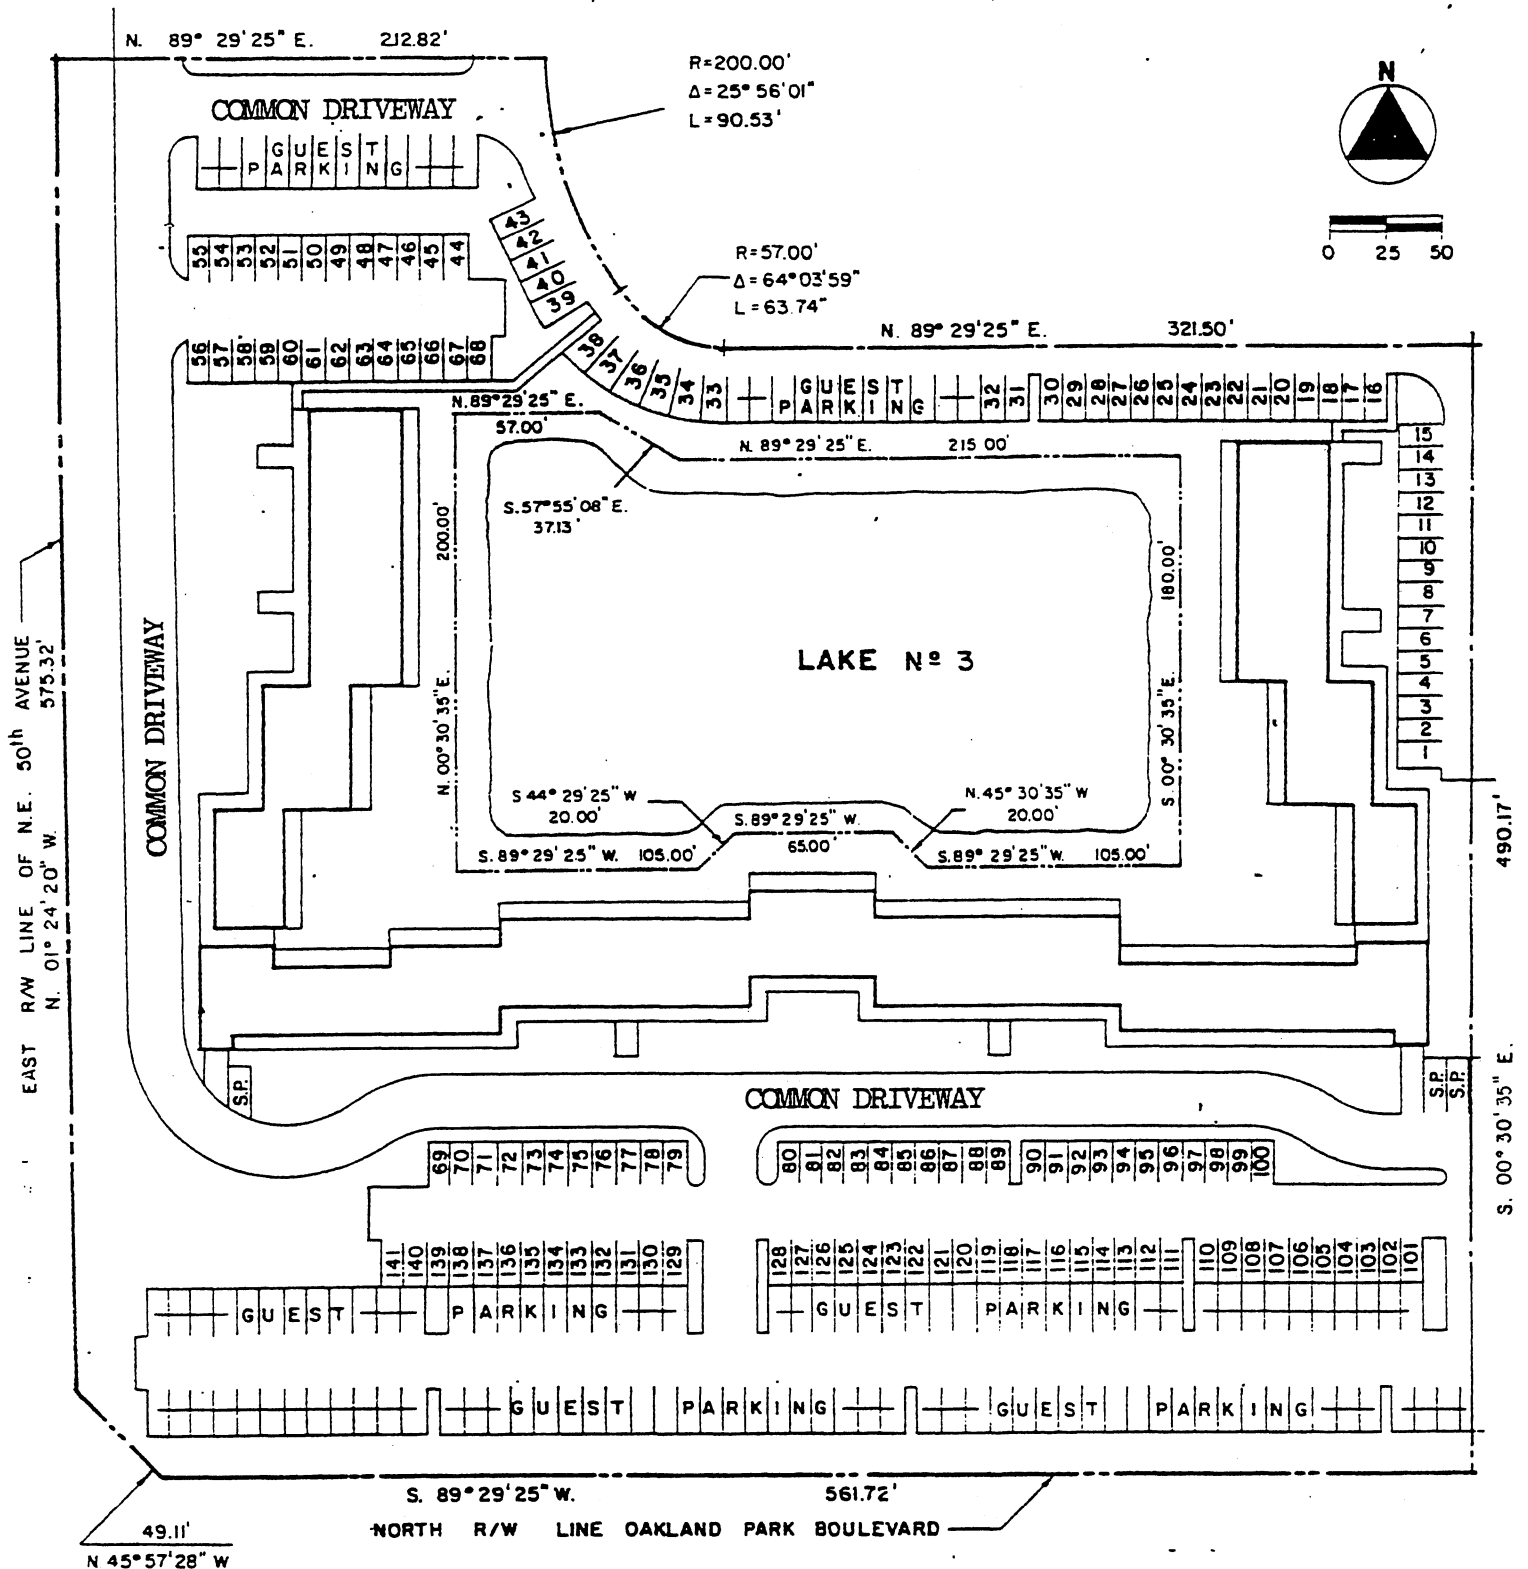 N. 89° 29' 25" E. 212.82'
R=200.00'
Δ=25° 56' 01"
L=90.53'
N
0 25 50
COMMON DRIVEWAY
GUEST
PARKING
43
42
41
40
39
55 54 53 52 51 50 49 48 47 46 45 44
R=57.00'
Δ=64° 03' 59"
L=63.74"
N. 89° 29' 25" E. 321.50'
56 57 58 59 60 61 62 63 64 65 66 67 68
38 37 36 35 34 33
GUEST
PARKING
32 31 30 29 28 27 26 25 24 23 22 21 20 19 18 17 16
N. 89° 29' 25" E.
57.00'
N. 89° 29' 25" E. 215.00'
S. 57° 55' 08" E.
37.13'
15
14
13
12
11
10
9
8
7
6
5
4
3
2
1
N. 00° 30' 35" E. 200.00'
S. 00° 30' 35" E. 180.00'
LAKE Nº 3
COMMON DRIVEWAY
EAST R/W LINE OF N.E. 50th AVENUE
N. 01° 24' 20" W. 575.32'
S 44° 29' 25" W
20.00'
N. 45° 30' 35" W
20.00'
S. 89° 29' 25" W.
65.00'
S. 89° 29' 25" W. 105.00'
S. 89° 29' 25" W. 105.00'
S. 00° 30' 35" E. 490.17'
S.P.
COMMON DRIVEWAY
S.P.
S.P.
69 70 71 72 73 74 75 76 77 78 79
80 81 82 83 84 85 86 87 88 89 90 91 92 93 94 95 96 97 98 99 100
141 140 139 138 137 136 135 134 133 132 131 130 129
128 127 126 125 124 123 122 121 120 119 118 117 116 115 114 113 112 111 110 109 108 107 106 105 104 103 102 101
GUEST PARKING
GUEST PARKING
GUEST PARKING
GUEST PARKING
S. 89° 29' 25" W. 561.72'
NORTH R/W LINE OAKLAND PARK BOULEVARD
49.11'
N 45° 57' 28" W